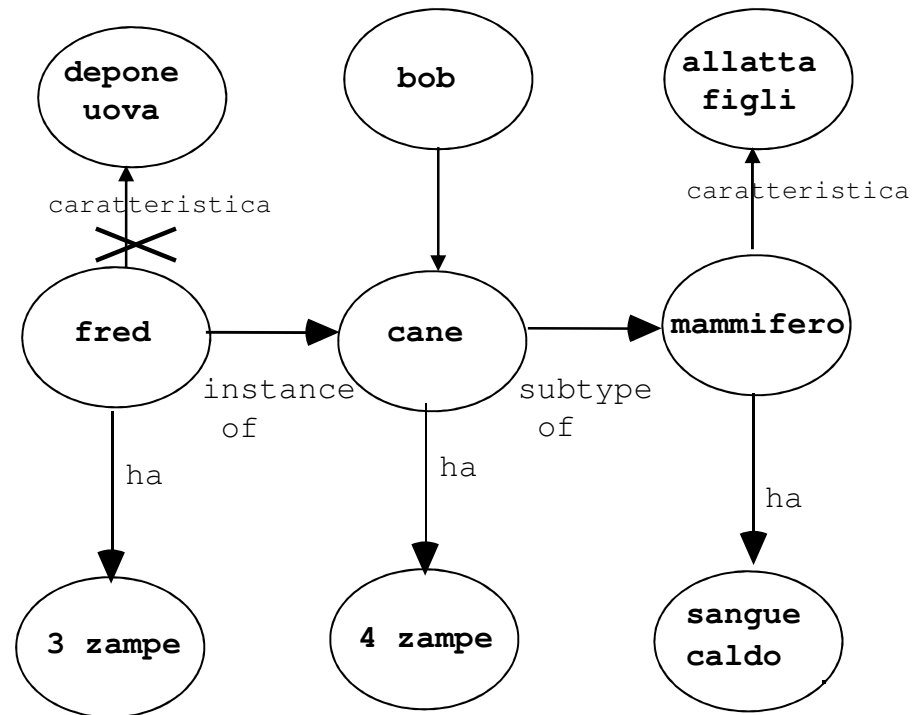 depone
uova
bob
allatta
figli
caratteristica
caratteristica
fred
cane
mammifero
instance
of
subtype
of
ha
ha
ha
3 zampe
4 zampe
sangue
caldo